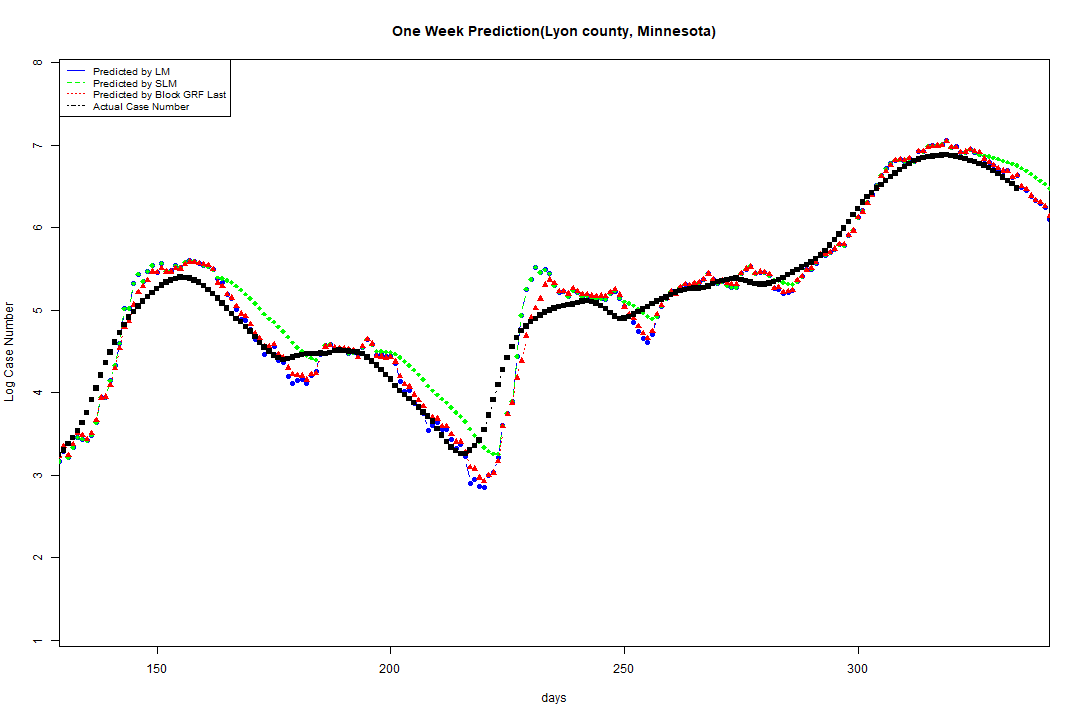 One Week Prediction(Lyon county, Minnesota)
Predicted by LM
Predicted by SLM
Predicted by Block GRF Last
Actual Case Number
8
7
6
5
4
3
2
1
Log Case Number
150 200 250 300
days